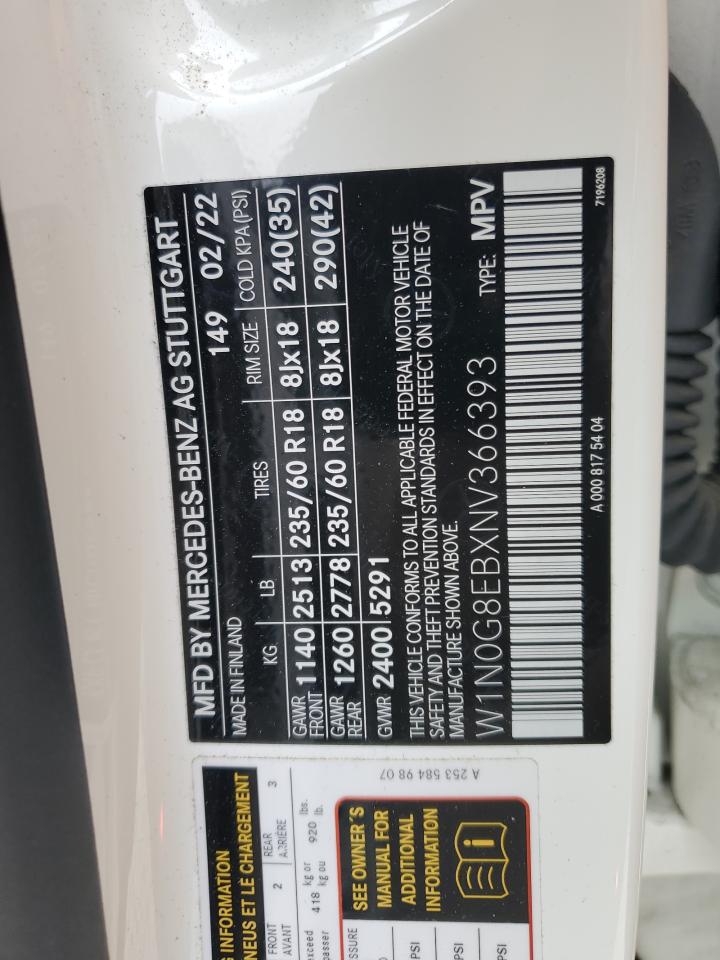 MFD BY MERCEDES-BENZ AG STUTTGART
MADE IN FINLAND 149 02/22
KG LB TIRES RIM SIZE COLD KPA(PSI)
GAWR FRONT 1140 2513 235/60 R18 8Jx18 240(35)
GAWR REAR 1260 2778 235/60 R18 8Jx18 290(42)
GVWR 2400 5291
THIS VEHICLE CONFORMS TO ALL APPLICABLE FEDERAL MOTOR VEHICLE
SAFETY AND THEFT PREVENTION STANDARDS IN EFFECT ON THE DATE OF
MANUFACTURE SHOWN ABOVE.
W1N0G8EBXNV366393 TYPE: MPV
A 000 817 54 04
7196208
INFORMATION
NEUS ET LE CHARGEMENT
FRONT 2 REAR 3
AVANT ARRIÈRE
exceed 418 kg or 920 lbs.
passer kg ou lb.
SSURE
PSI
PSI
PSI
SEE OWNER'S
MANUAL FOR
ADDITIONAL
INFORMATION
A 253 584 98 07